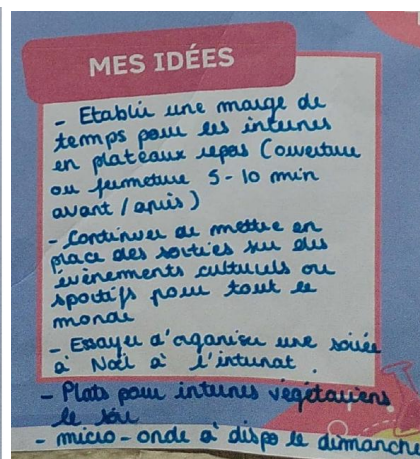 MES IDÉES
- Etablir une marge de
temps pour les internes
en plateaux repas (ouverture
ou fermeture 5-10 min
avant / après)
- Continuer de mettre en
place des sorties sur des
évènements culturels ou
sportifs pour tout le
monde
- Essayer d'organiser une soirée
à Noël à l'internat.
- Plats pour internes végétariens
le soir
- micro-onde à dispo le dimanche